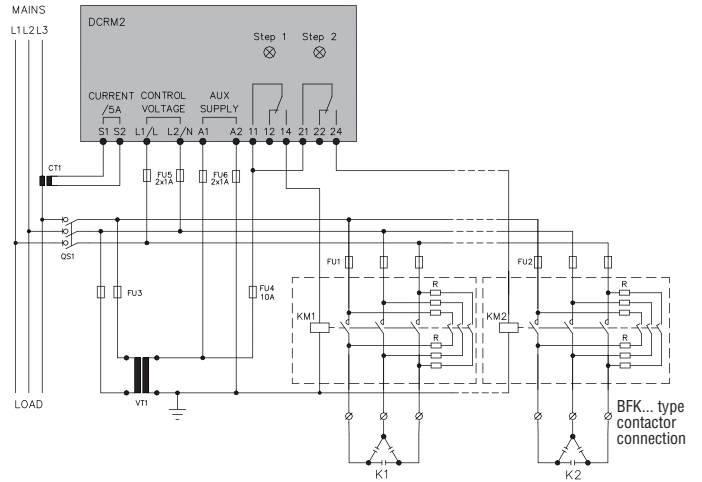 MAINS
L1L2L3
DCRM2
Step 1 Step 2
CURRENT
/5A
CONTROL
VOLTAGE
AUX
SUPPLY
S1 S2 L1/L L2/N A1 A2 11 12 14 21 22 24
CT1
FU5
2x1A
FU6
2x1A
QS1
FU3
FU4
10A
FU1
FU2
R
R
KM1
KM2
R
R
VT1
LOAD
BFK... type
contactor
connection
K1
K2